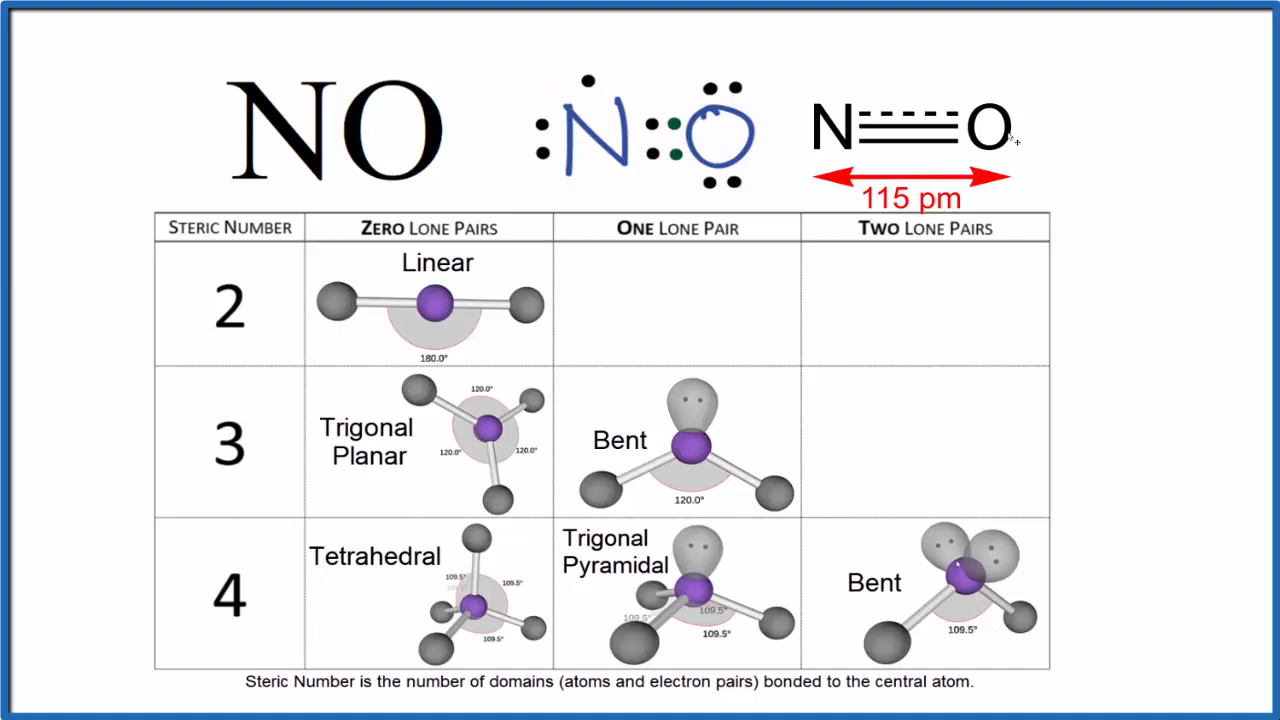 NO
N O
N O
115 pm
STERIC NUMBER ZERO LONE PAIRS ONE LONE PAIR TWO LONE PAIRS
2
Linear
180.0°
3
Trigonal
Planar
120.0°
120.0°
120.0°
Bent
120.0°
4
Tetrahedral
109.5°
109.5°
109.5°
Trigonal
Pyramidal
109.5°
109.5°
109.5°
Bent
109.5°
Steric Number is the number of domains (atoms and electron pairs) bonded to the central atom.